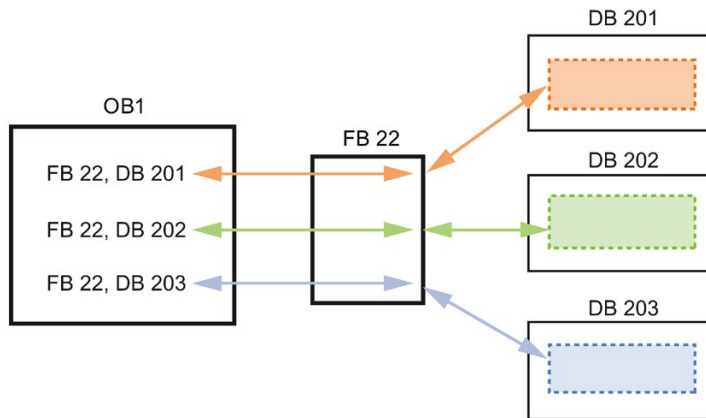 OB1
FB 22, DB 201
FB 22, DB 202
FB 22, DB 203
FB 22
DB 201
DB 202
DB 203